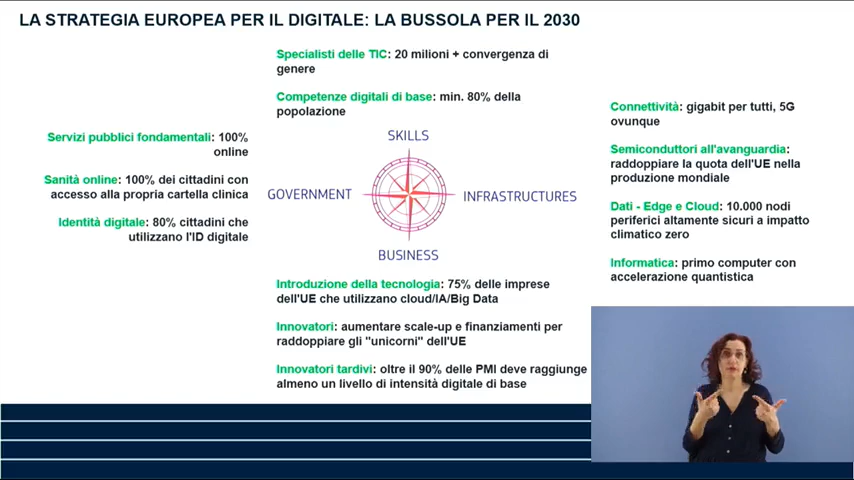 LA STRATEGIA EUROPEA PER IL DIGITALE: LA BUSSOLA PER IL 2030
Specialisti delle TIC: 20 milioni + convergenza di
genere
Competenze digitali di base: min. 80% della
popolazione
SKILLS
Servizi pubblici fondamentali: 100%
online
Sanità online: 100% dei cittadini con
accesso alla propria cartella clinica
Identità digitale: 80% cittadini che
utilizzano l'ID digitale
GOVERNMENT
INFRASTRUCTURES
Connettività: gigabit per tutti, 5G
ovunque
Semiconduttori all'avanguardia:
raddoppiare la quota dell'UE nella
produzione mondiale
Dati - Edge e Cloud: 10.000 nodi
periferici altamente sicuri a impatto
climatico zero
Informatica: primo computer con
accelerazione quantistica
BUSINESS
Introduzione della tecnologia: 75% delle imprese
dell'UE che utilizzano cloud/IA/Big Data
Innovatori: aumentare scale-up e finanziamenti per
raddoppiare gli "unicorni" dell'UE
Innovatori tardivi: oltre il 90% delle PMI deve raggiunge
almeno un livello di intensità digitale di base